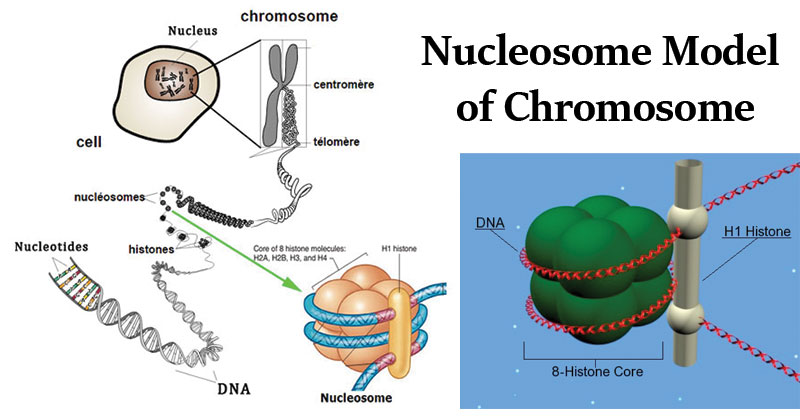 chromosome
Nucleus
centromère
cell
télomère
nucléosomes
Nucleotides
histones
Core of 8 histone molecules:
H2A, H2B, H3, and H4
H1 histone
DNA
Nucleosome
Nucleosome Model
of Chromosome
DNA
H1 Histone
8-Histone Core